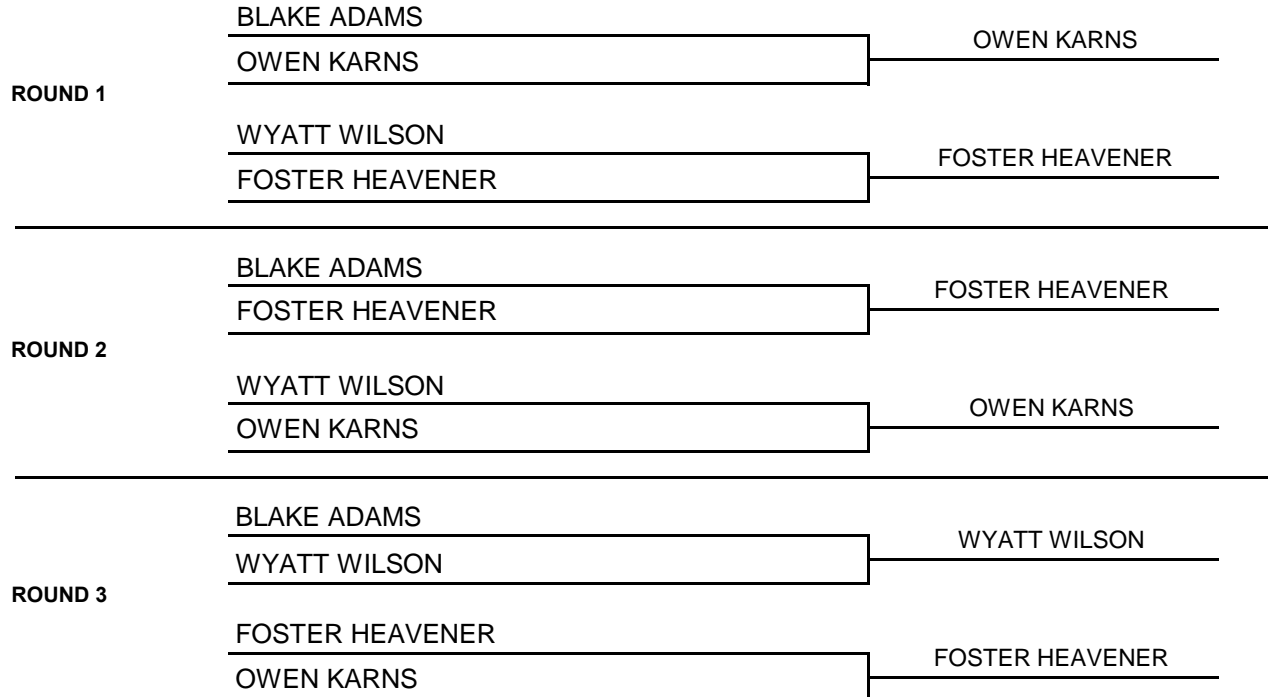 BLAKE ADAMS
OWEN KARNS
OWEN KARNS
ROUND 1
WYATT WILSON
FOSTER HEAVENER
FOSTER HEAVENER
BLAKE ADAMS
FOSTER HEAVENER
FOSTER HEAVENER
ROUND 2
WYATT WILSON
OWEN KARNS
OWEN KARNS
BLAKE ADAMS
WYATT WILSON
WYATT WILSON
ROUND 3
FOSTER HEAVENER
OWEN KARNS
FOSTER HEAVENER